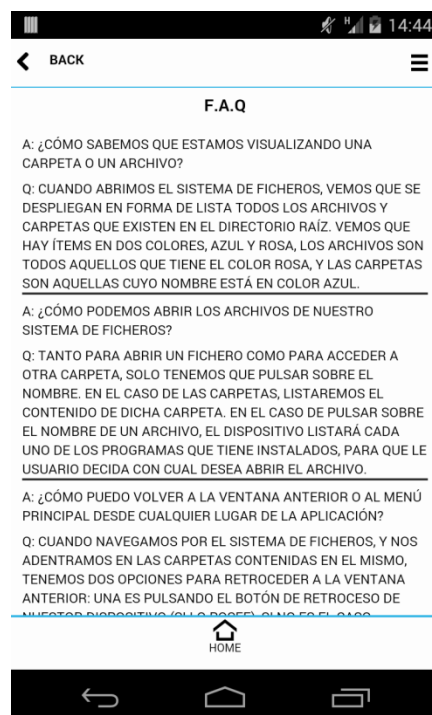 H 14:44
BACK
F.A.Q
A: ¿CÓMO SABEMOS QUE ESTAMOS VISUALIZANDO UNA
CARPETA O UN ARCHIVO?
Q: CUANDO ABRIMOS EL SISTEMA DE FICHEROS, VEMOS QUE SE
DESPLIEGAN EN FORMA DE LISTA TODOS LOS ARCHIVOS Y
CARPETAS QUE EXISTEN EN EL DIRECTORIO RAÍZ. VEMOS QUE
HAY ÍTEMS EN DOS COLORES, AZUL Y ROSA, LOS ARCHIVOS SON
TODOS AQUELLOS QUE TIENE EL COLOR ROSA, Y LAS CARPETAS
SON AQUELLAS CUYO NOMBRE ESTÁ EN COLOR AZUL.
A: ¿CÓMO PODEMOS ABRIR LOS ARCHIVOS DE NUESTRO
SISTEMA DE FICHEROS?
Q: TANTO PARA ABRIR UN FICHERO COMO PARA ACCEDER A
OTRA CARPETA, SOLO TENEMOS QUE PULSAR SOBRE EL
NOMBRE. EN EL CASO DE LAS CARPETAS, LISTAREMOS EL
CONTENIDO DE DICHA CARPETA. EN EL CASO DE PULSAR SOBRE
EL NOMBRE DE UN ARCHIVO, EL DISPOSITIVO LISTARÁ CADA
UNO DE LOS PROGRAMAS QUE TIENE INSTALADOS, PARA QUE LE
USUARIO DECIDA CON CUAL DESEA ABRIR EL ARCHIVO.
A: ¿CÓMO PUEDO VOLVER A LA VENTANA ANTERIOR O AL MENÚ
PRINCIPAL DESDE CUALQUIER LUGAR DE LA APLICACIÓN?
Q: CUANDO NAVEGAMOS POR EL SISTEMA DE FICHEROS, Y NOS
ADENTRAMOS EN LAS CARPETAS CONTENIDAS EN EL MISMO,
TENEMOS DOS OPCIONES PARA RETROCEDER A LA VENTANA
ANTERIOR: UNA ES PULSANDO EL BOTÓN DE RETROCESO DE
HOME